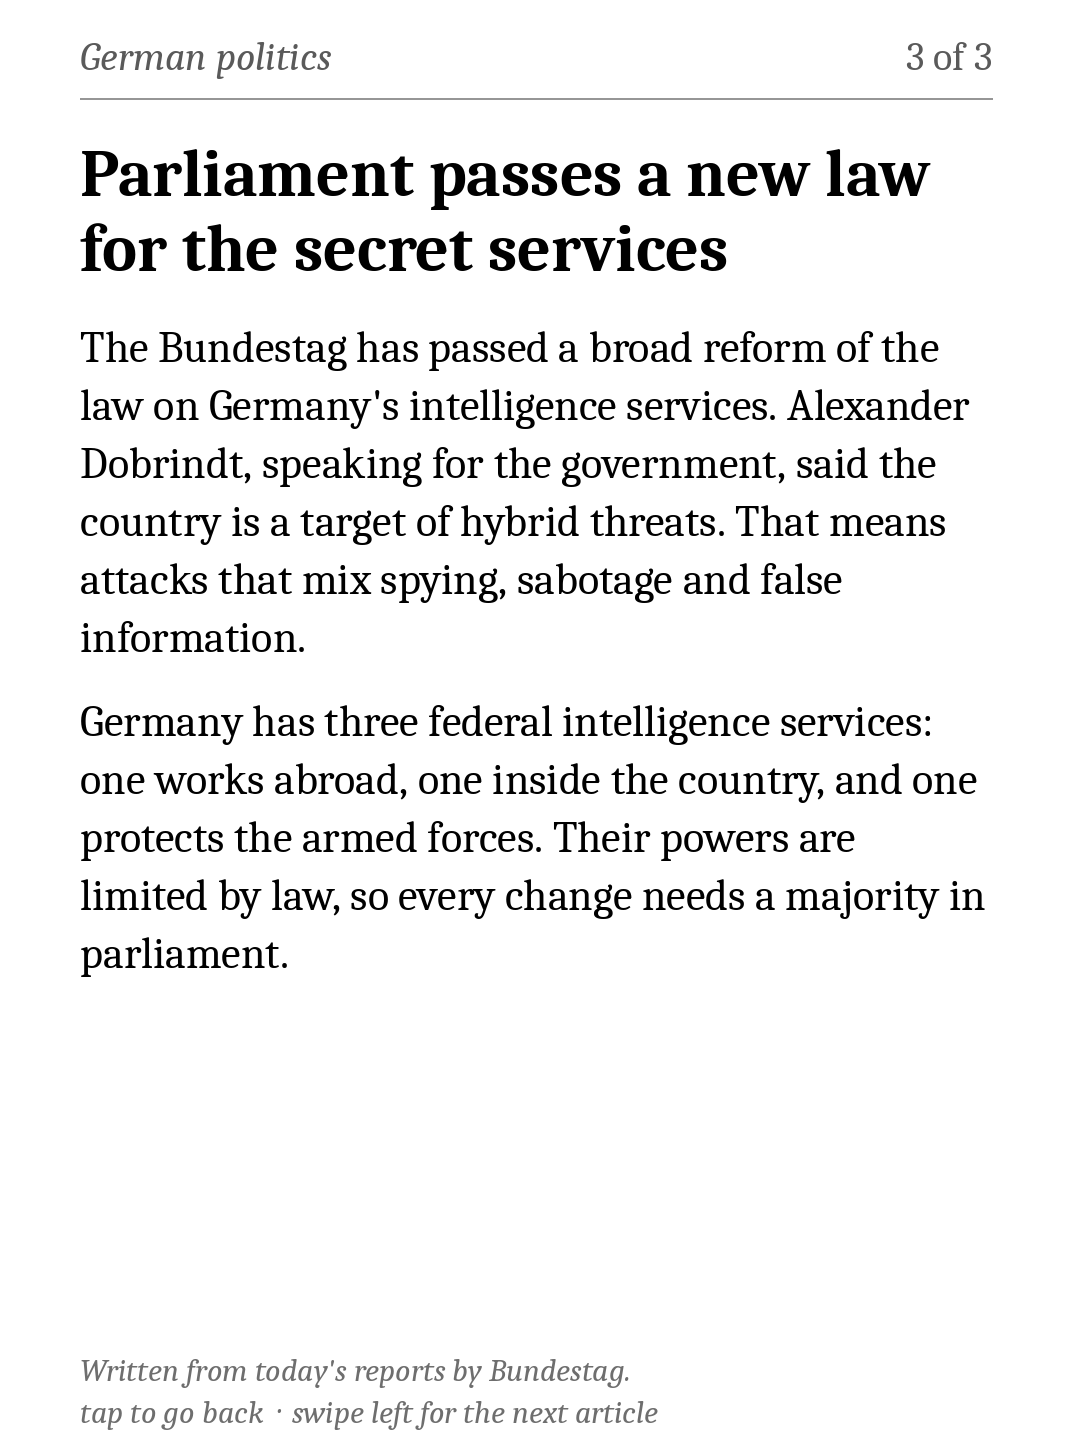 German politics
3 of 3
Parliament passes a new law
for the secret services
The Bundestag has passed a broad reform of the
law on Germany's intelligence services. Alexander
Dobrindt, speaking for the government, said the
country is a target of hybrid threats. That means
attacks that mix spying, sabotage and false
information.
Germany has three federal intelligence services:
one works abroad, one inside the country, and one
protects the armed forces. Their powers are
limited by law, so every change needs a majority in
parliament.
Written from today's reports by Bundestag.
tap to go back · swipe left for the next article